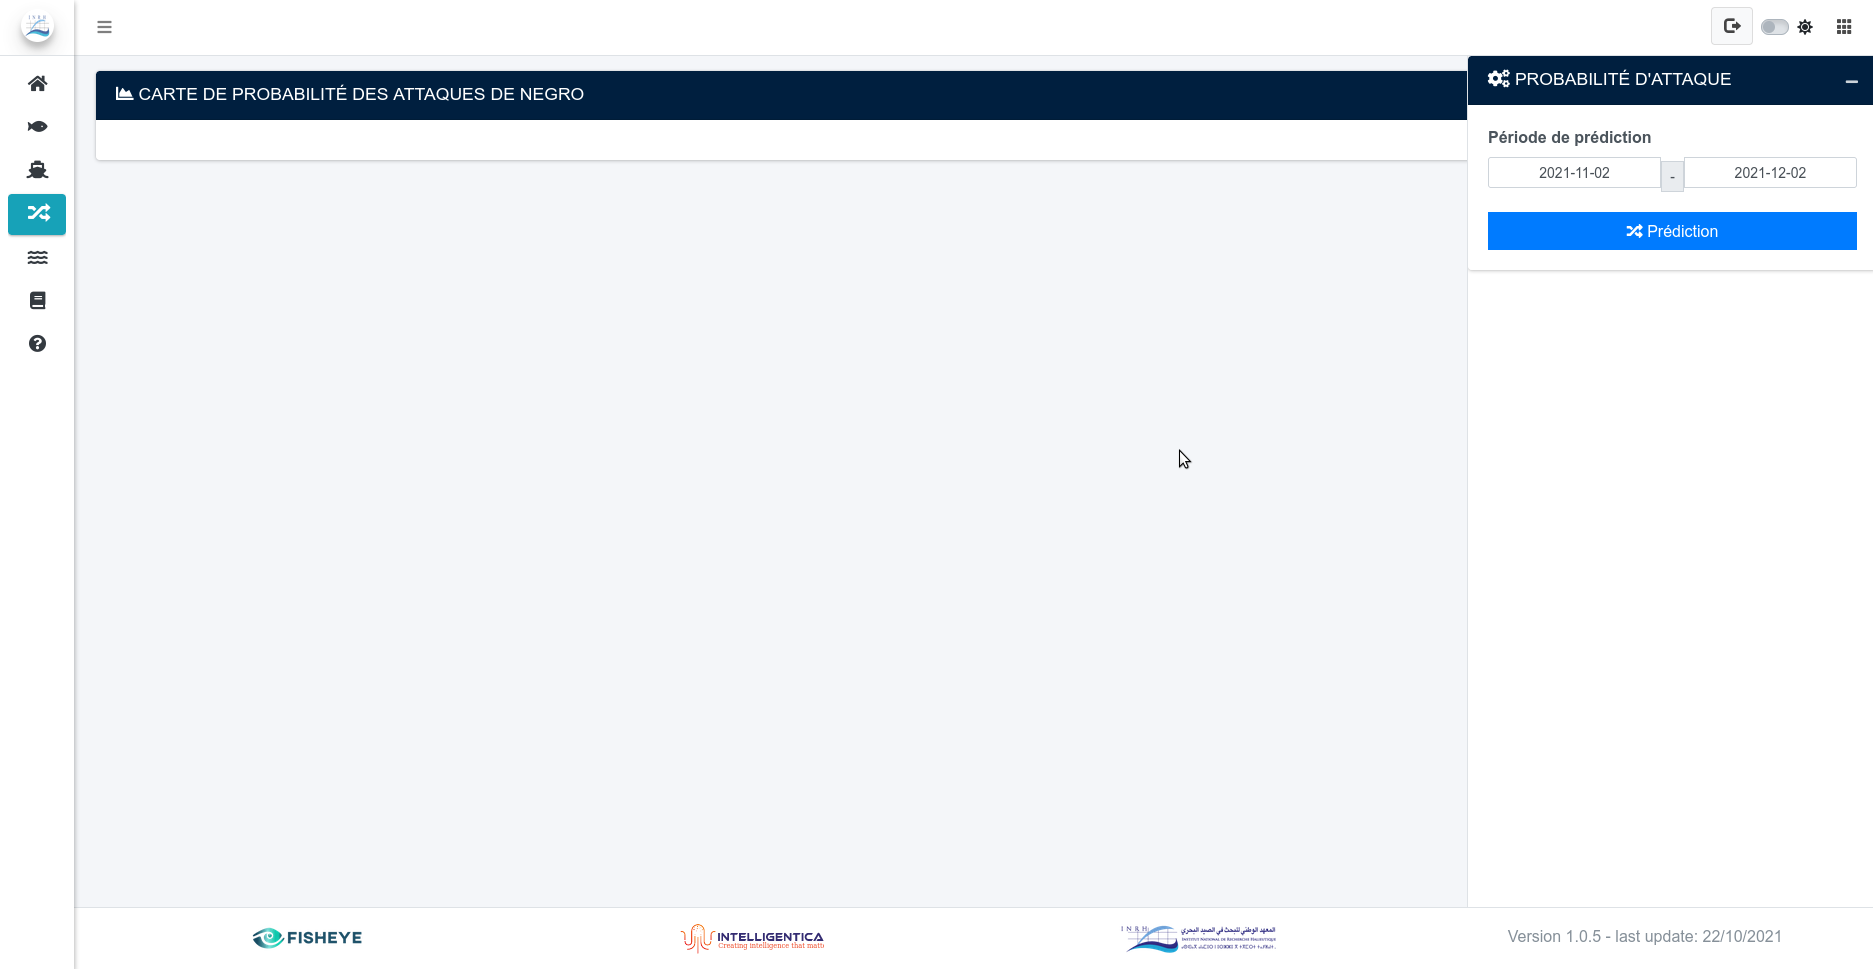 INRH
CARTE DE PROBABILITÉ DES ATTAQUES DE NEGRO
PROBABILITÉ D'ATTAQUE
Période de prédiction
2021-11-02 - 2021-12-02
Prédiction
FISHEYE
INTELLIGENTICA
Creating intelligence that
INRH
المعهد الوطني للبحث في الصيد البحري
INSTITUT NATIONAL DE RECHERCHE HALIEUTIQUE
Version 1.0.5 - last update: 22/10/2021